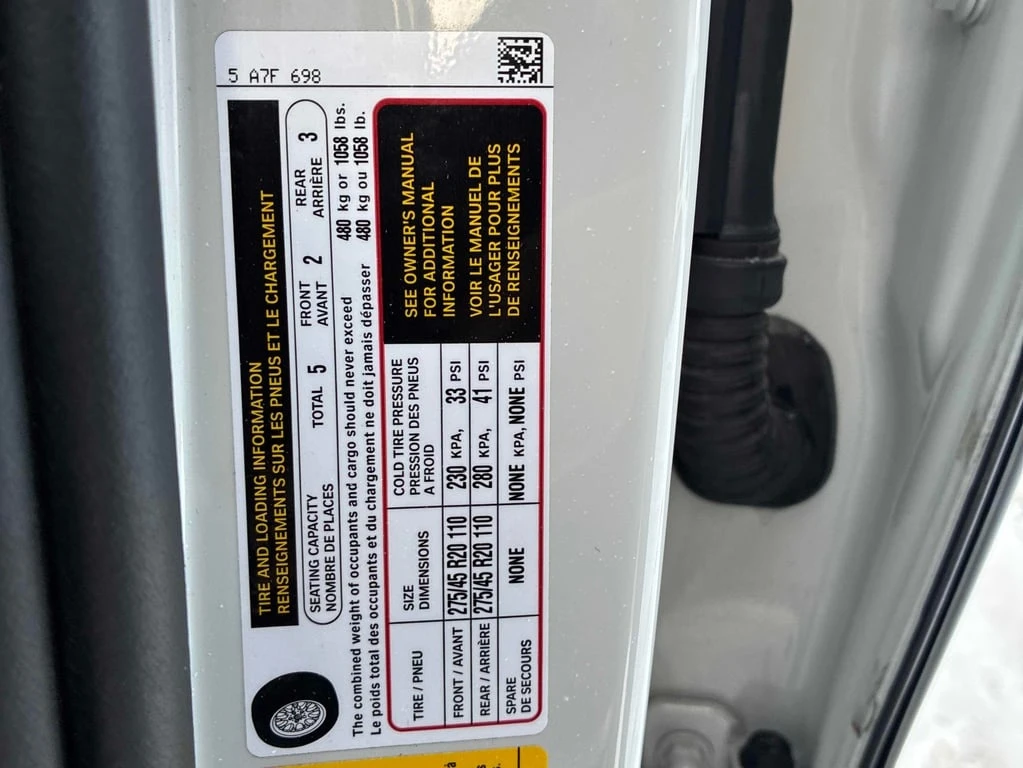 5 A7F 698
TIRE AND LOADING INFORMATION
RENSEIGNEMENTS SUR LES PNEUS ET LE CHARGEMENT
SEATING CAPACITY
NOMBRE DE PLACES
TOTAL 5
FRONT
AVANT 2
REAR
ARRIÈRE 3
The combined weight of occupants and cargo should never exceed 480 kg or 1058 lbs.
Le poids total des occupants et du chargement ne doit jamais dépasser 480 kg ou 1058 lb.
TIRE / PNEU
SIZE
DIMENSIONS
COLD TIRE PRESSURE
PRESSION DES PNEUS
A FROID
FRONT / AVANT 275/45 R20 110 230 KPA, 33 PSI
REAR / ARRIÈRE 275/45 R20 110 280 KPA, 41 PSI
SPARE
DE SECOURS
NONE NONE KPA, NONE PSI
SEE OWNER'S MANUAL
FOR ADDITIONAL
INFORMATION
VOIR LE MANUEL DE
L'USAGER POUR PLUS
DE RENSEIGNEMENTS